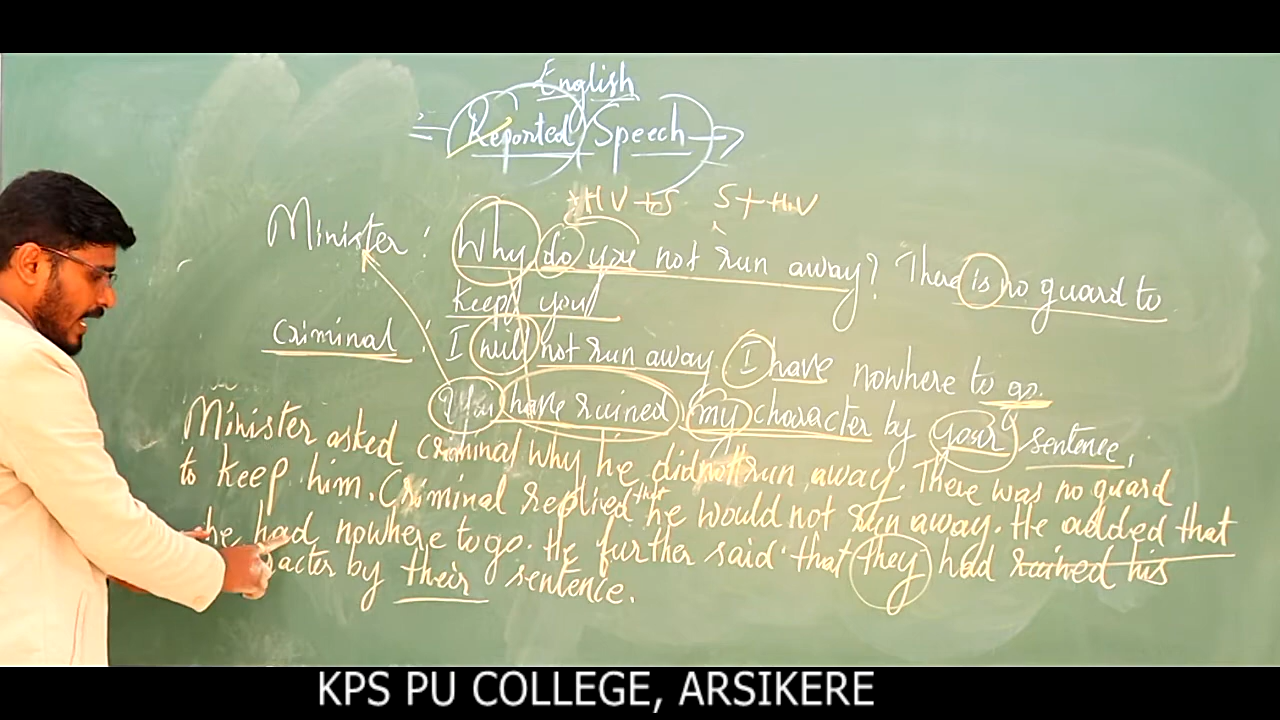 English
Reported Speech
HV + S S + HV
Minister : Why do you not run away? There is no guard to
keep you
Criminal : I will not run away. I have nowhere to go.
You have ruined my character by your sentence.
Minister asked criminal why he did not run away. There was no guard
to keep him. Criminal replied that he would not run away. He added that
he had nowhere to go. He further said that they had ruined his
acter by their sentence.
KPS PU COLLEGE, ARSIKERE